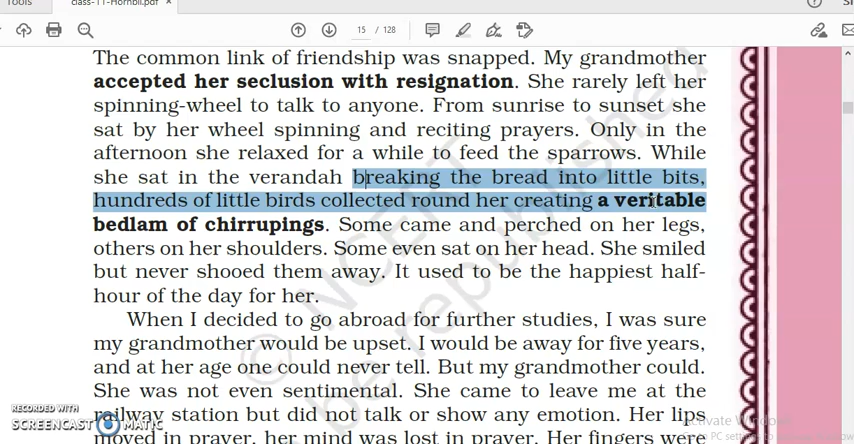 Tools
class-11-Hornbil.pdf
×
15 / 128
The common link of friendship was snapped. My grandmother
accepted her seclusion with resignation. She rarely left her
spinning-wheel to talk to anyone. From sunrise to sunset she
sat by her wheel spinning and reciting prayers. Only in the
afternoon she relaxed for a while to feed the sparrows. While
she sat in the verandah breaking the bread into little bits,
hundreds of little birds collected round her creating a veritable
bedlam of chirrupings. Some came and perched on her legs,
others on her shoulders. Some even sat on her head. She smiled
but never shooed them away. It used to be the happiest half-
hour of the day for her.
When I decided to go abroad for further studies, I was sure
my grandmother would be upset. I would be away for five years,
and at her age one could never tell. But my grandmother could.
She was not even sentimental. She came to leave me at the
railway station but did not talk or show any emotion. Her lips
moved in prayer, her mind was lost in prayer. Her fingers were
© NCERT
be republished
RECORDED WITH
SCREENCAST MATIC
Activate Windows